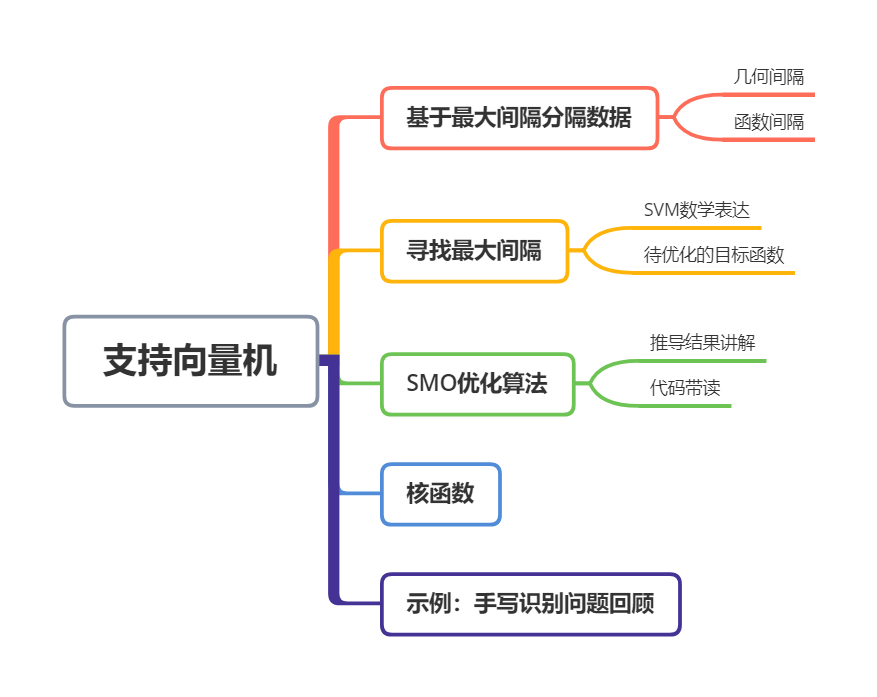 支持向量机
基于最大间隔分隔数据
几何间隔
函数间隔
寻找最大间隔
SVM数学表达
待优化的目标函数
SMO优化算法
推导结果讲解
代码带读
核函数
示例：手写识别问题回顾